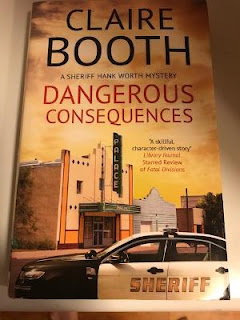 CLAIRE
BOOTH
A SHERIFF HANK WORTH MYSTERY
DANGEROUS
CONSEQUENCES
"A skillful,
character-driven story"
Library Journal
Starred Review
of Fatal Divisions
PALACE
SHERIFF